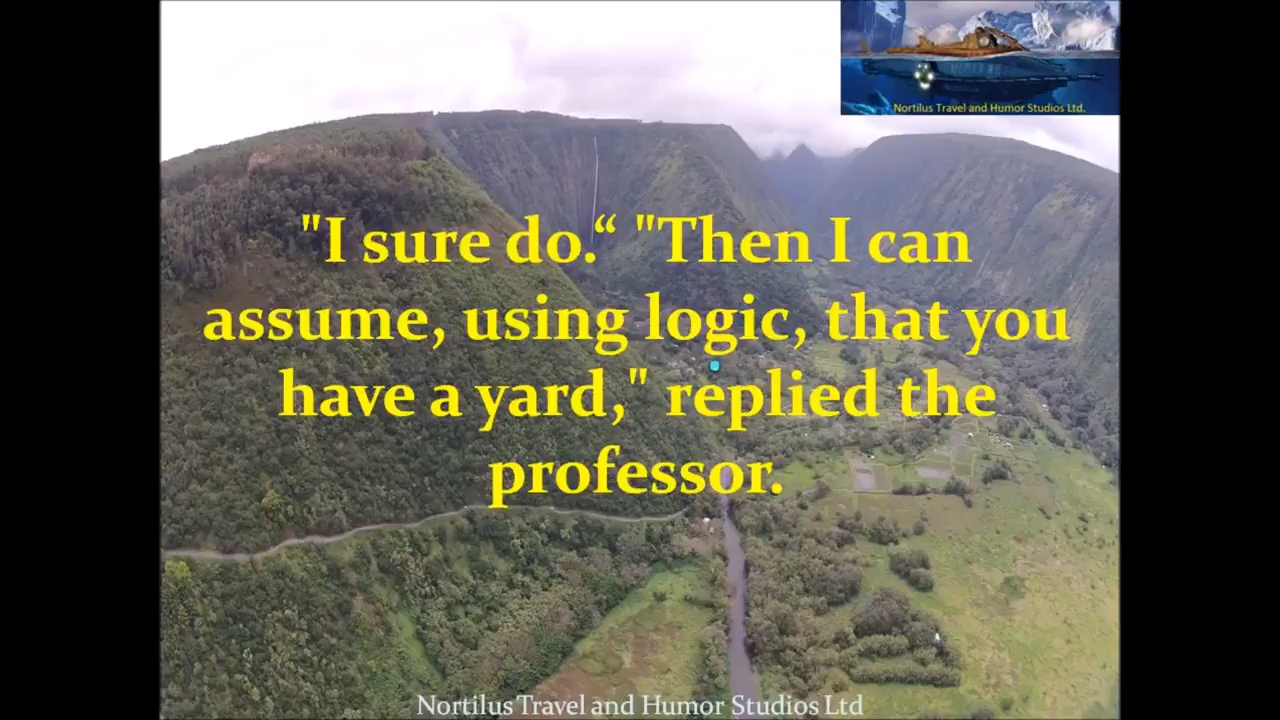 Nortilus Travel and Humor Studios Ltd.
"I sure do.“ "Then I can
assume, using logic, that you
have a yard," replied the
professor.
Nortilus Travel and Humor Studios Ltd